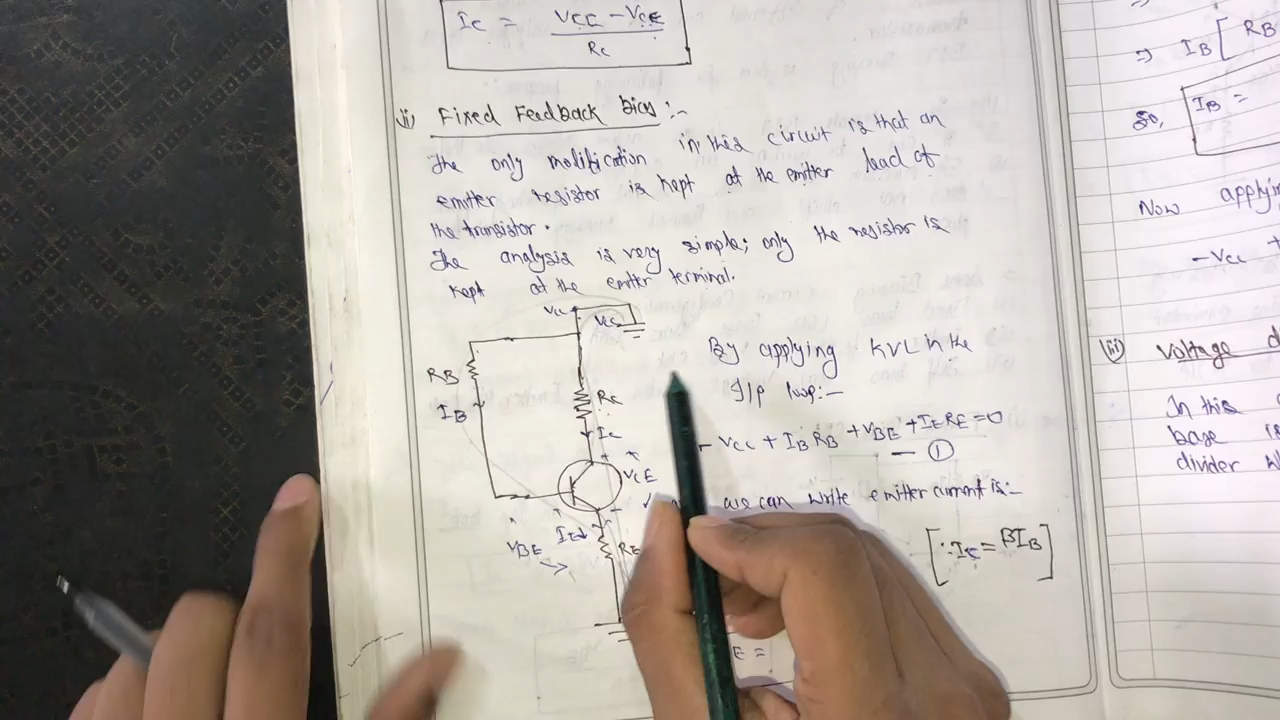 Ic = VCC - VCE
Rc
ii) Fixed Feedback bias :-
The only modification in this circuit is that an
emitter resistor is kept at the emitter lead of
the transistor.
The analysis is very simple; only the resistor is
kept at the emitter terminal.
Vcc
RB
IB
Rc
Ic
VCE
VBE
IE
RE
By applying KVL in the
I/p loop:-
- VCC + IB RB + VBE + IE RE = 0
— ①
we can write emitter current is:-
[∵ Ic = βIB]
E =
⇒ IB [ RB
so, IB =
Now applyin
- Vcc +
iii) Voltage d
In this
base is
divider w